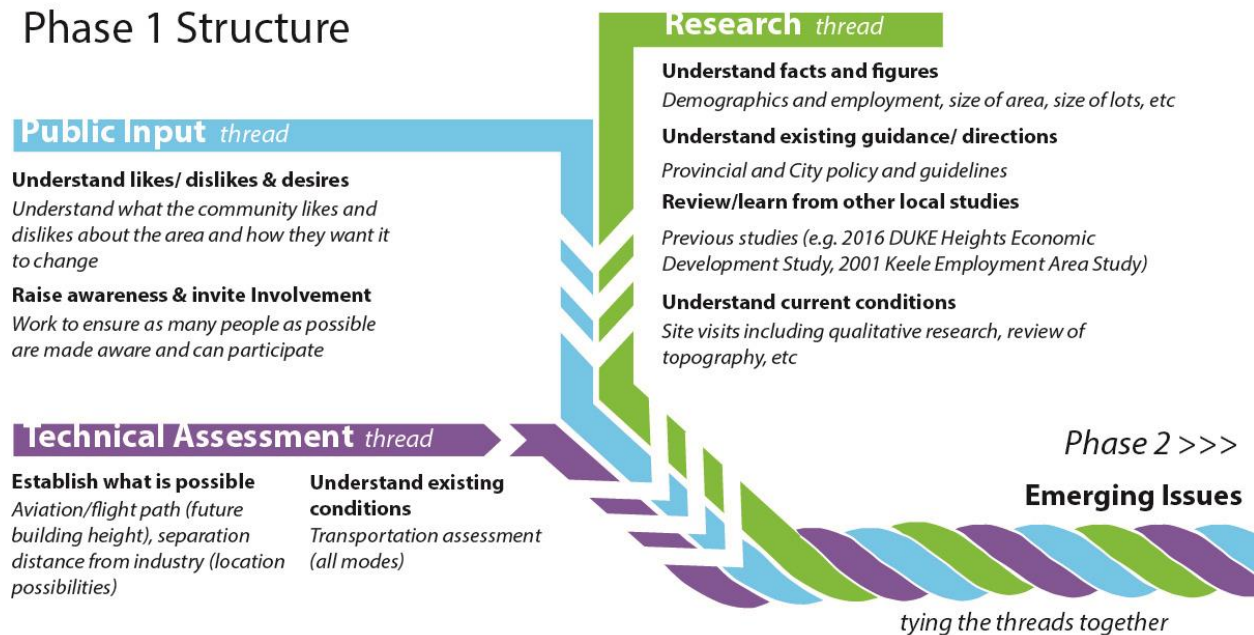 Phase 1 Structure
Public Input thread
Understand likes/ dislikes & desires
Understand what the community likes and
dislikes about the area and how they want it
to change
Raise awareness & invite Involvement
Work to ensure as many people as possible
are made aware and can participate
Research thread
Understand facts and figures
Demographics and employment, size of area, size of lots, etc
Understand existing guidance/ directions
Provincial and City policy and guidelines
Review/learn from other local studies
Previous studies (e.g. 2016 DUKE Heights Economic
Development Study, 2001 Keele Employment Area Study)
Understand current conditions
Site visits including qualitative research, review of
topography, etc
Technical Assessment thread
Establish what is possible
Aviation/flight path (future
building height), separation
distance from industry (location
possibilities)
Understand existing
conditions
Transportation assessment
(all modes)
Phase 2 >>>
Emerging Issues
tying the threads together